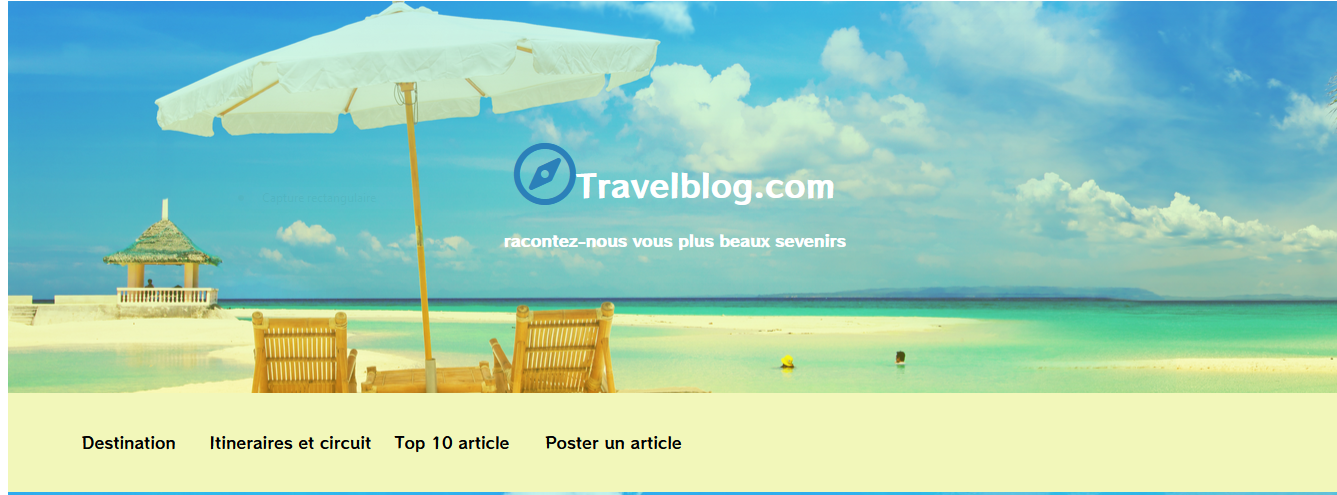 Travelblog.com
racontez-nous vous plus beaux sevenirs
Destination Itineraires et circuit Top 10 article Poster un article